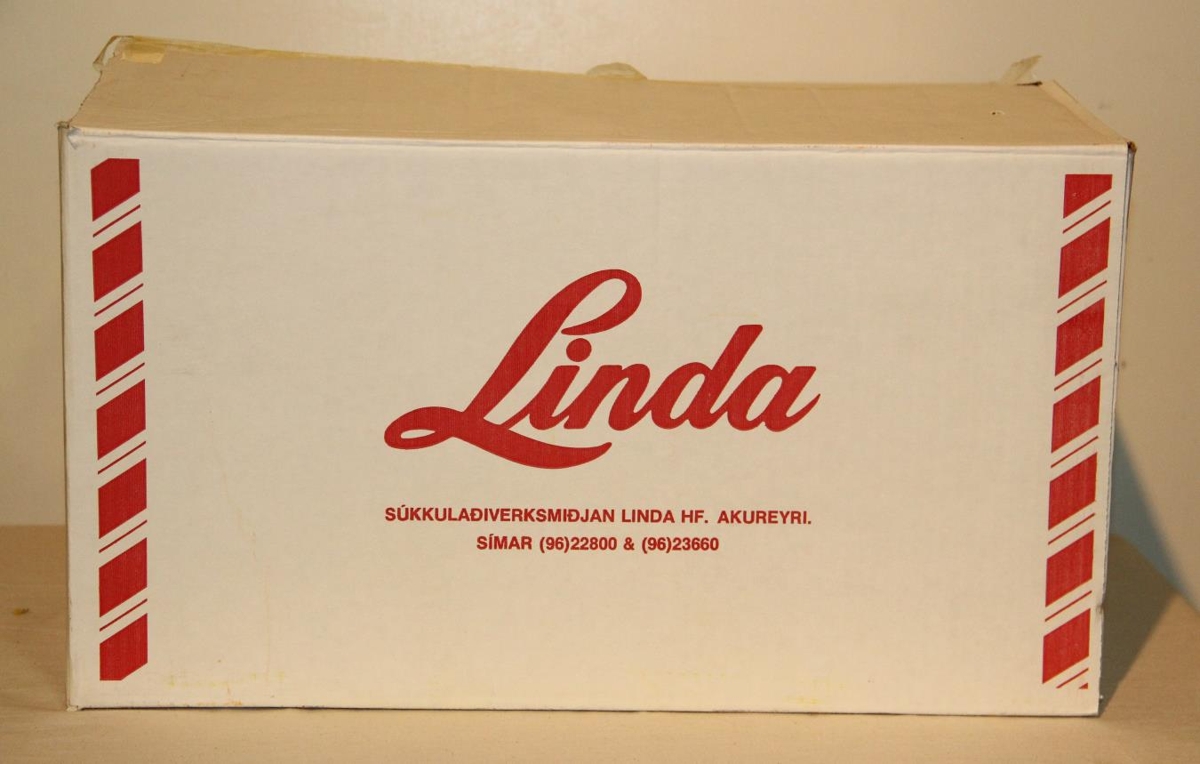 Linda
SÚKKULAÐIVERKSMIÐJAN LINDA HF. AKUREYRI.
SÍMAR (96)22800 & (96)23660